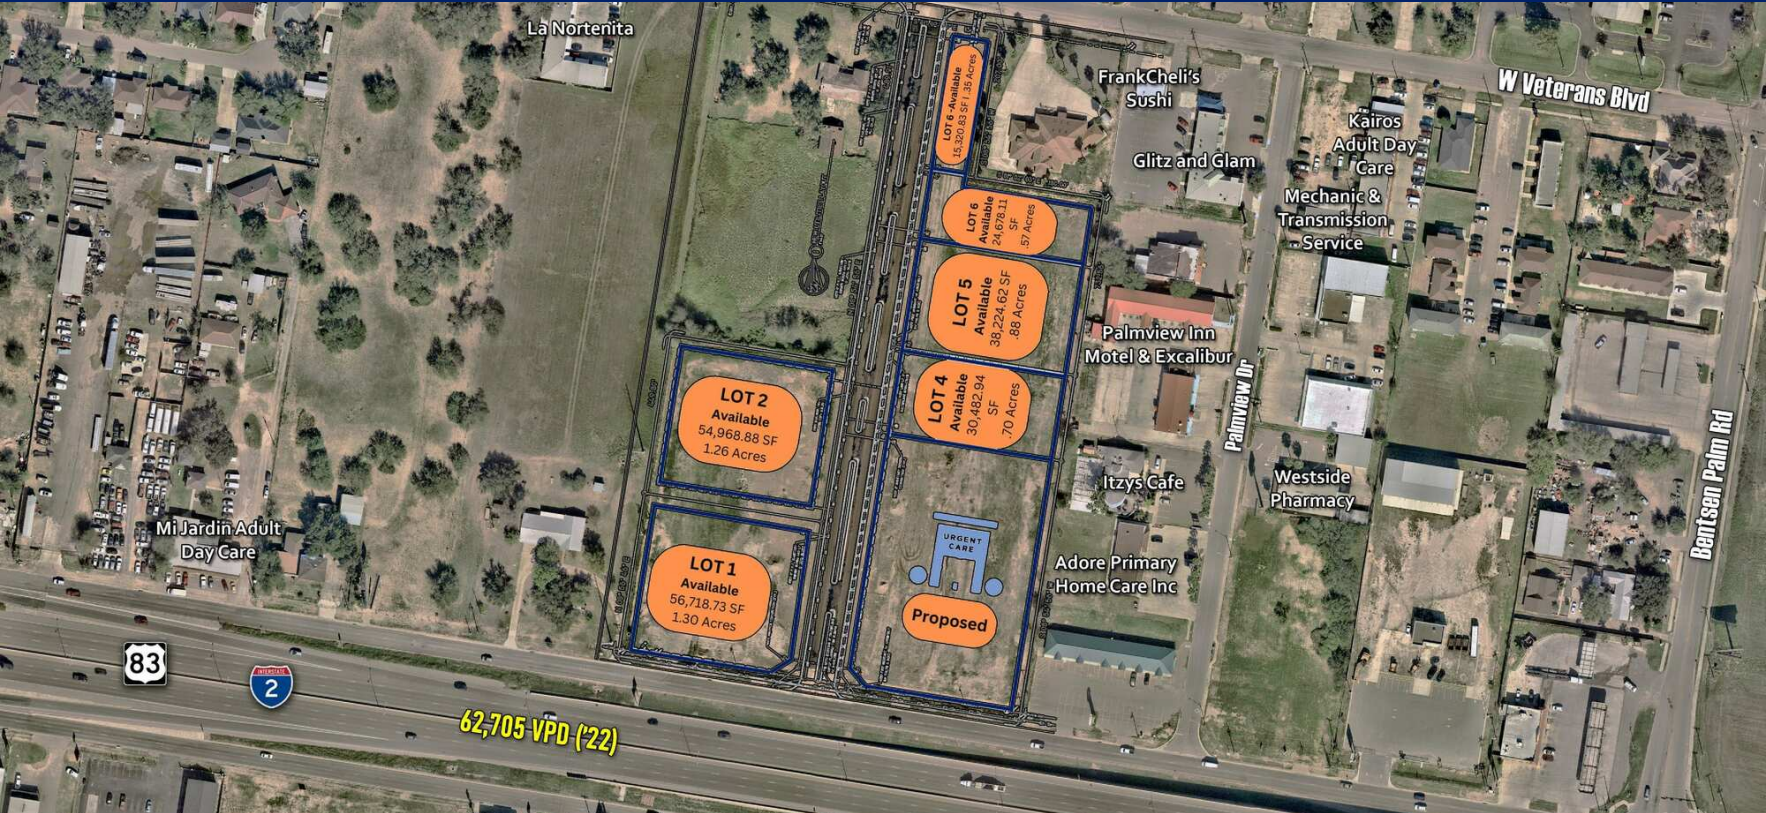 La Nortenita
LOT 6 -Available
15,320.83 SF | .35 Acres
FrankCheli's
Sushi
W Veterans Blvd
Kairos
Adult Day
Care
Glitz and Glam
Mechanic &
Transmission
Service
LOT 6
Available
24,678.11
SF
.57 Acres
LOT 5
Available
38,224.62 SF
.88 Acres
Palmview Inn
Motel & Excalibur
LOT 4
Available
30,482.94
SF
.70 Acres
LOT 2
Available
54,968.88 SF
1.26 Acres
Palmview Dr
Bentsen Palm Rd
Itzys Cafe
Westside
Pharmacy
Mi Jardin Adult
Day Care
URGENT
CARE
Proposed
Adore Primary
Home Care Inc
LOT 1
Available
56,718.73 SF
1.30 Acres
83
INTERSTATE
2
62,705 VPD ('22)